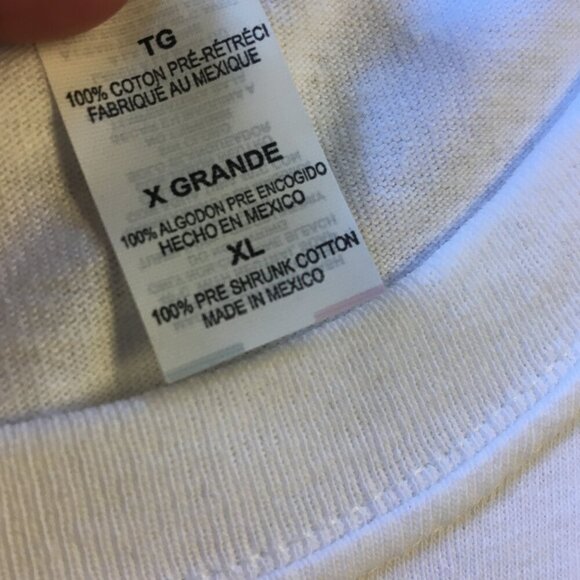 TG
100% COTON PRÉ-RÉTRÉCI
FABRIQUÉ AU MEXIQUE
X GRANDE
100% ALGODON PRE ENCOGIDO
HECHO EN MEXICO
XL
100% PRE SHRUNK COTTON
MADE IN MEXICO